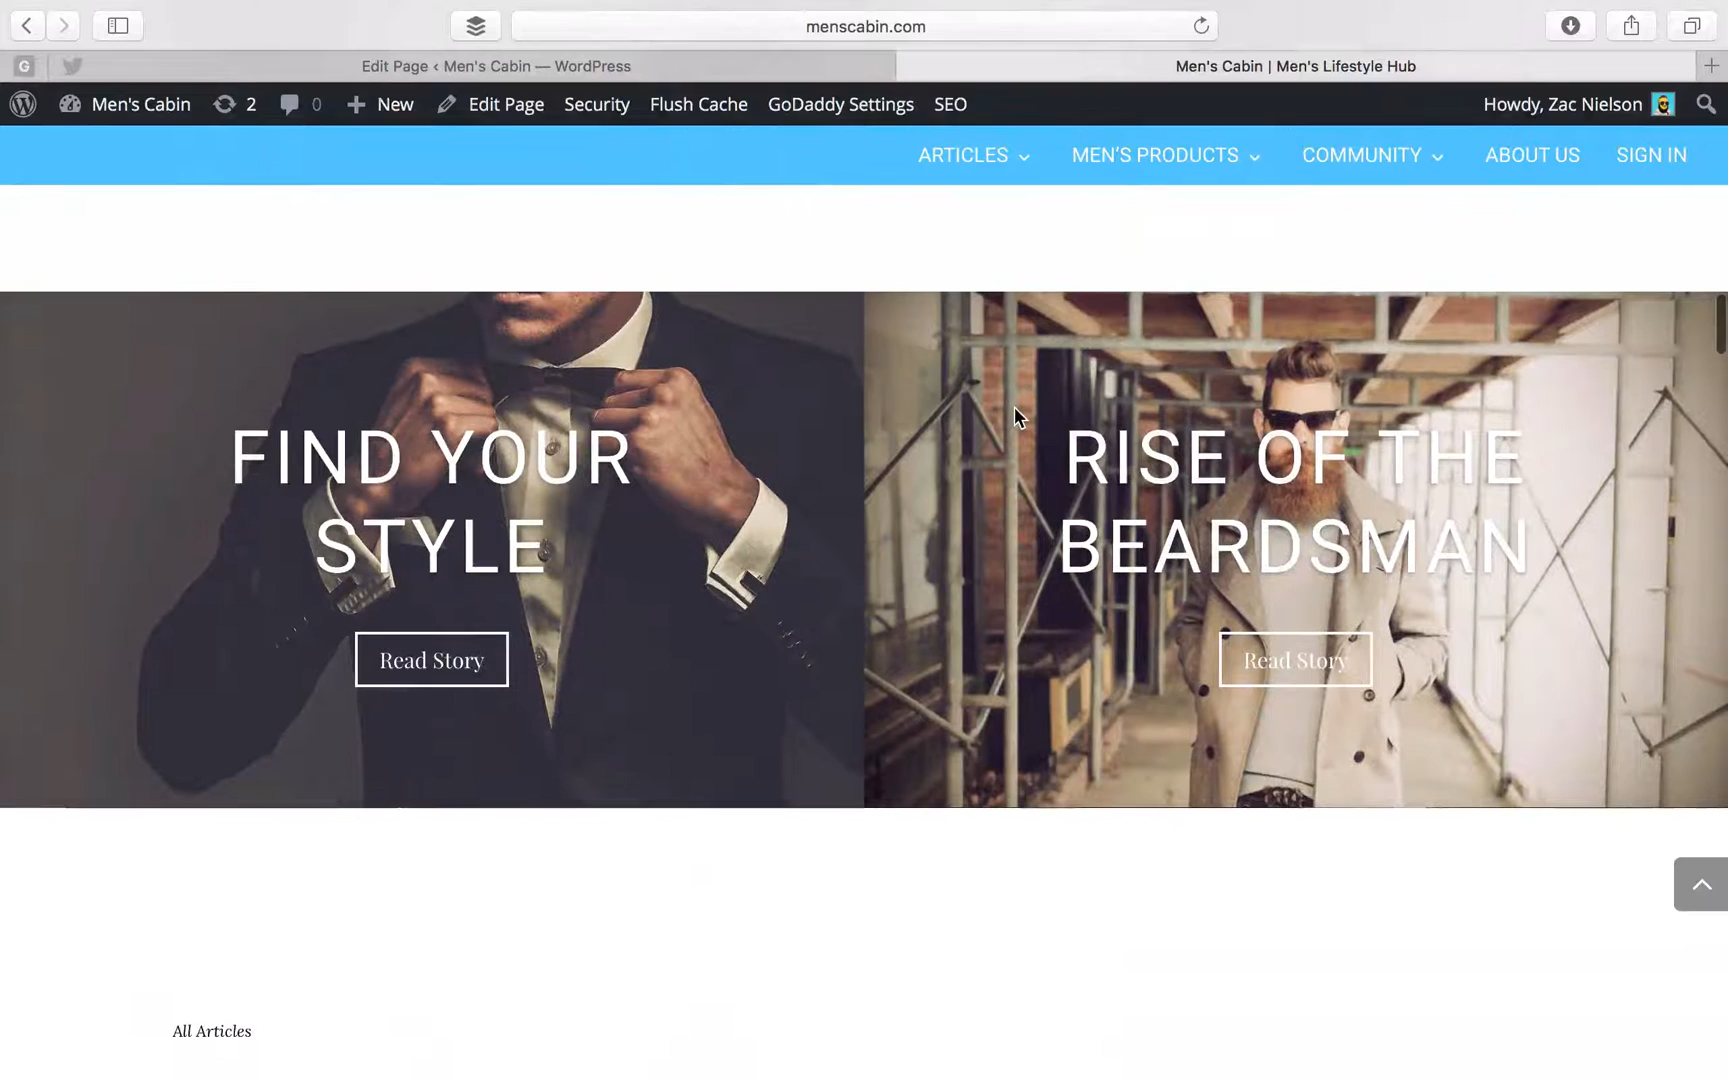 menscabin.com
G
Edit Page < Men's Cabin — WordPress
Men's Cabin | Men's Lifestyle Hub
Men's Cabin 2 0 New Edit Page Security Flush Cache GoDaddy Settings SEO Howdy, Zac Nielson
ARTICLES MEN'S PRODUCTS COMMUNITY ABOUT US SIGN IN
FIND YOUR
STYLE
Read Story
RISE OF THE
BEARDSMAN
Read Story
All Articles